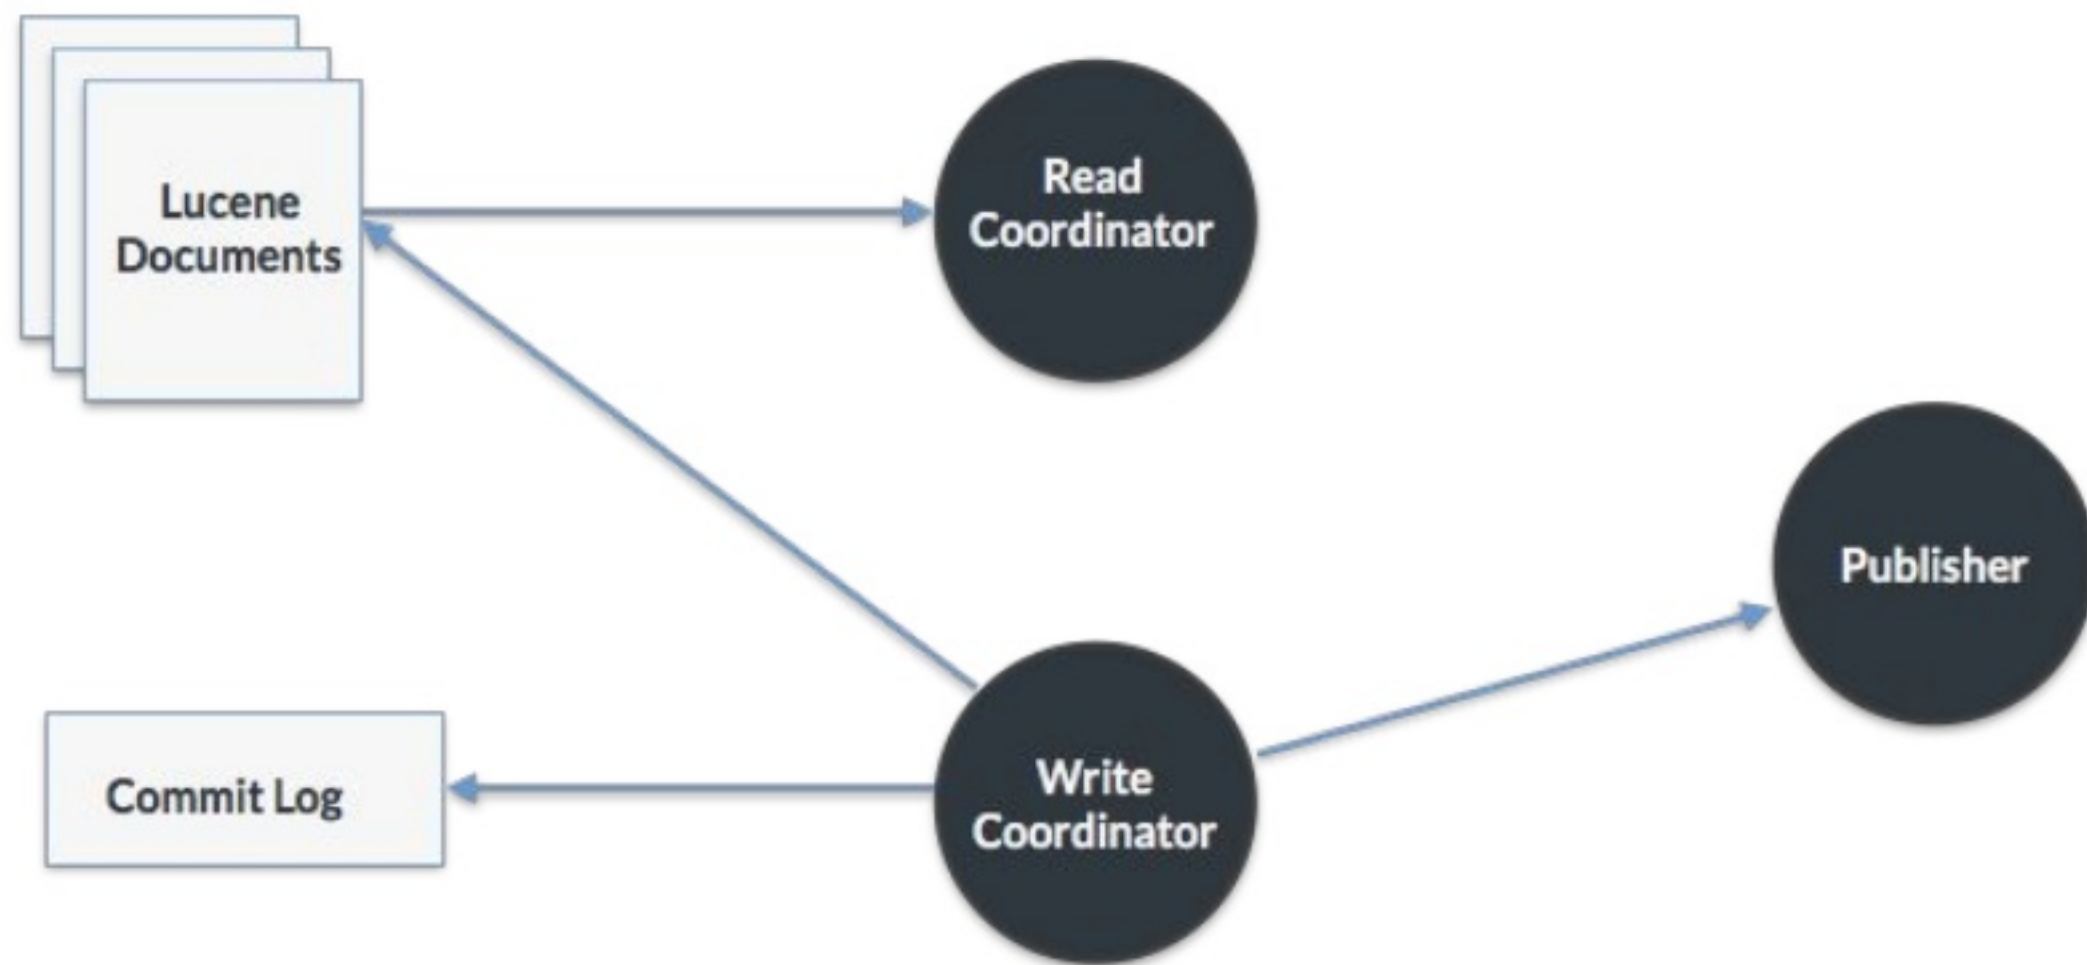 Lucene
Documents
Read
Coordinator
Publisher
Commit Log
Write
Coordinator